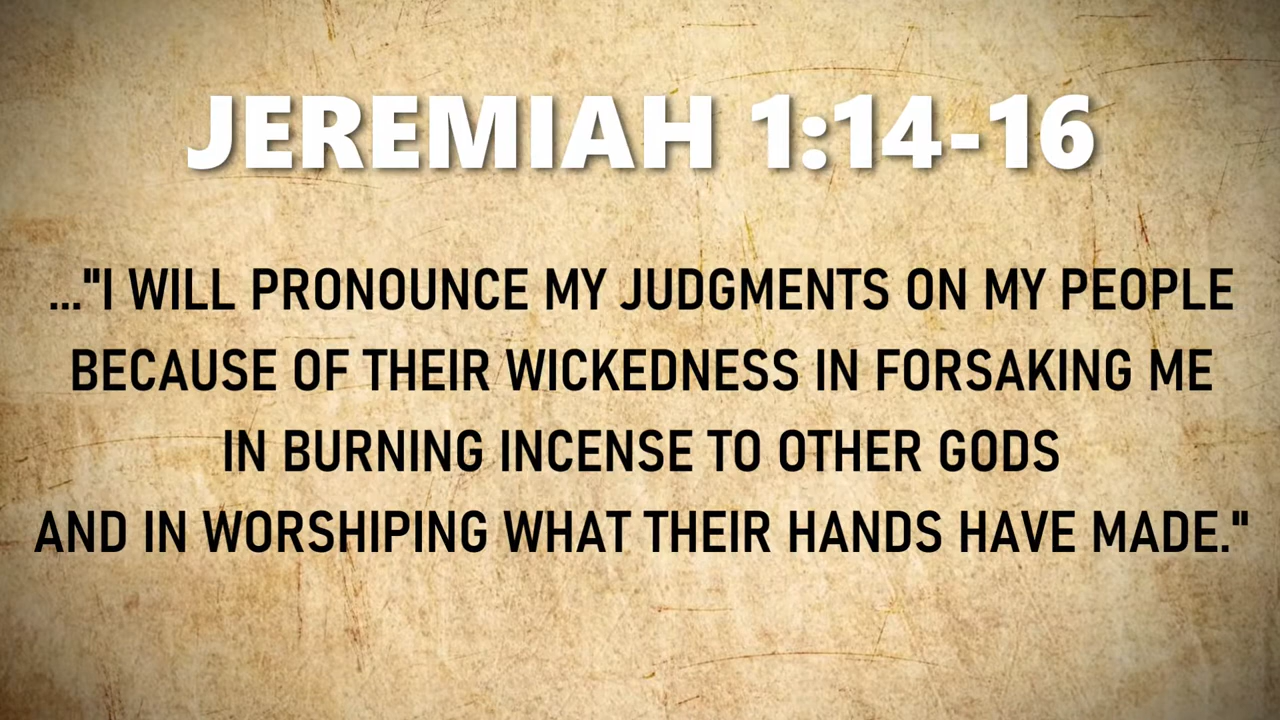 JEREMIAH 1:14-16
..."I WILL PRONOUNCE MY JUDGMENTS ON MY PEOPLE
BECAUSE OF THEIR WICKEDNESS IN FORSAKING ME
IN BURNING INCENSE TO OTHER GODS
AND IN WORSHIPING WHAT THEIR HANDS HAVE MADE."